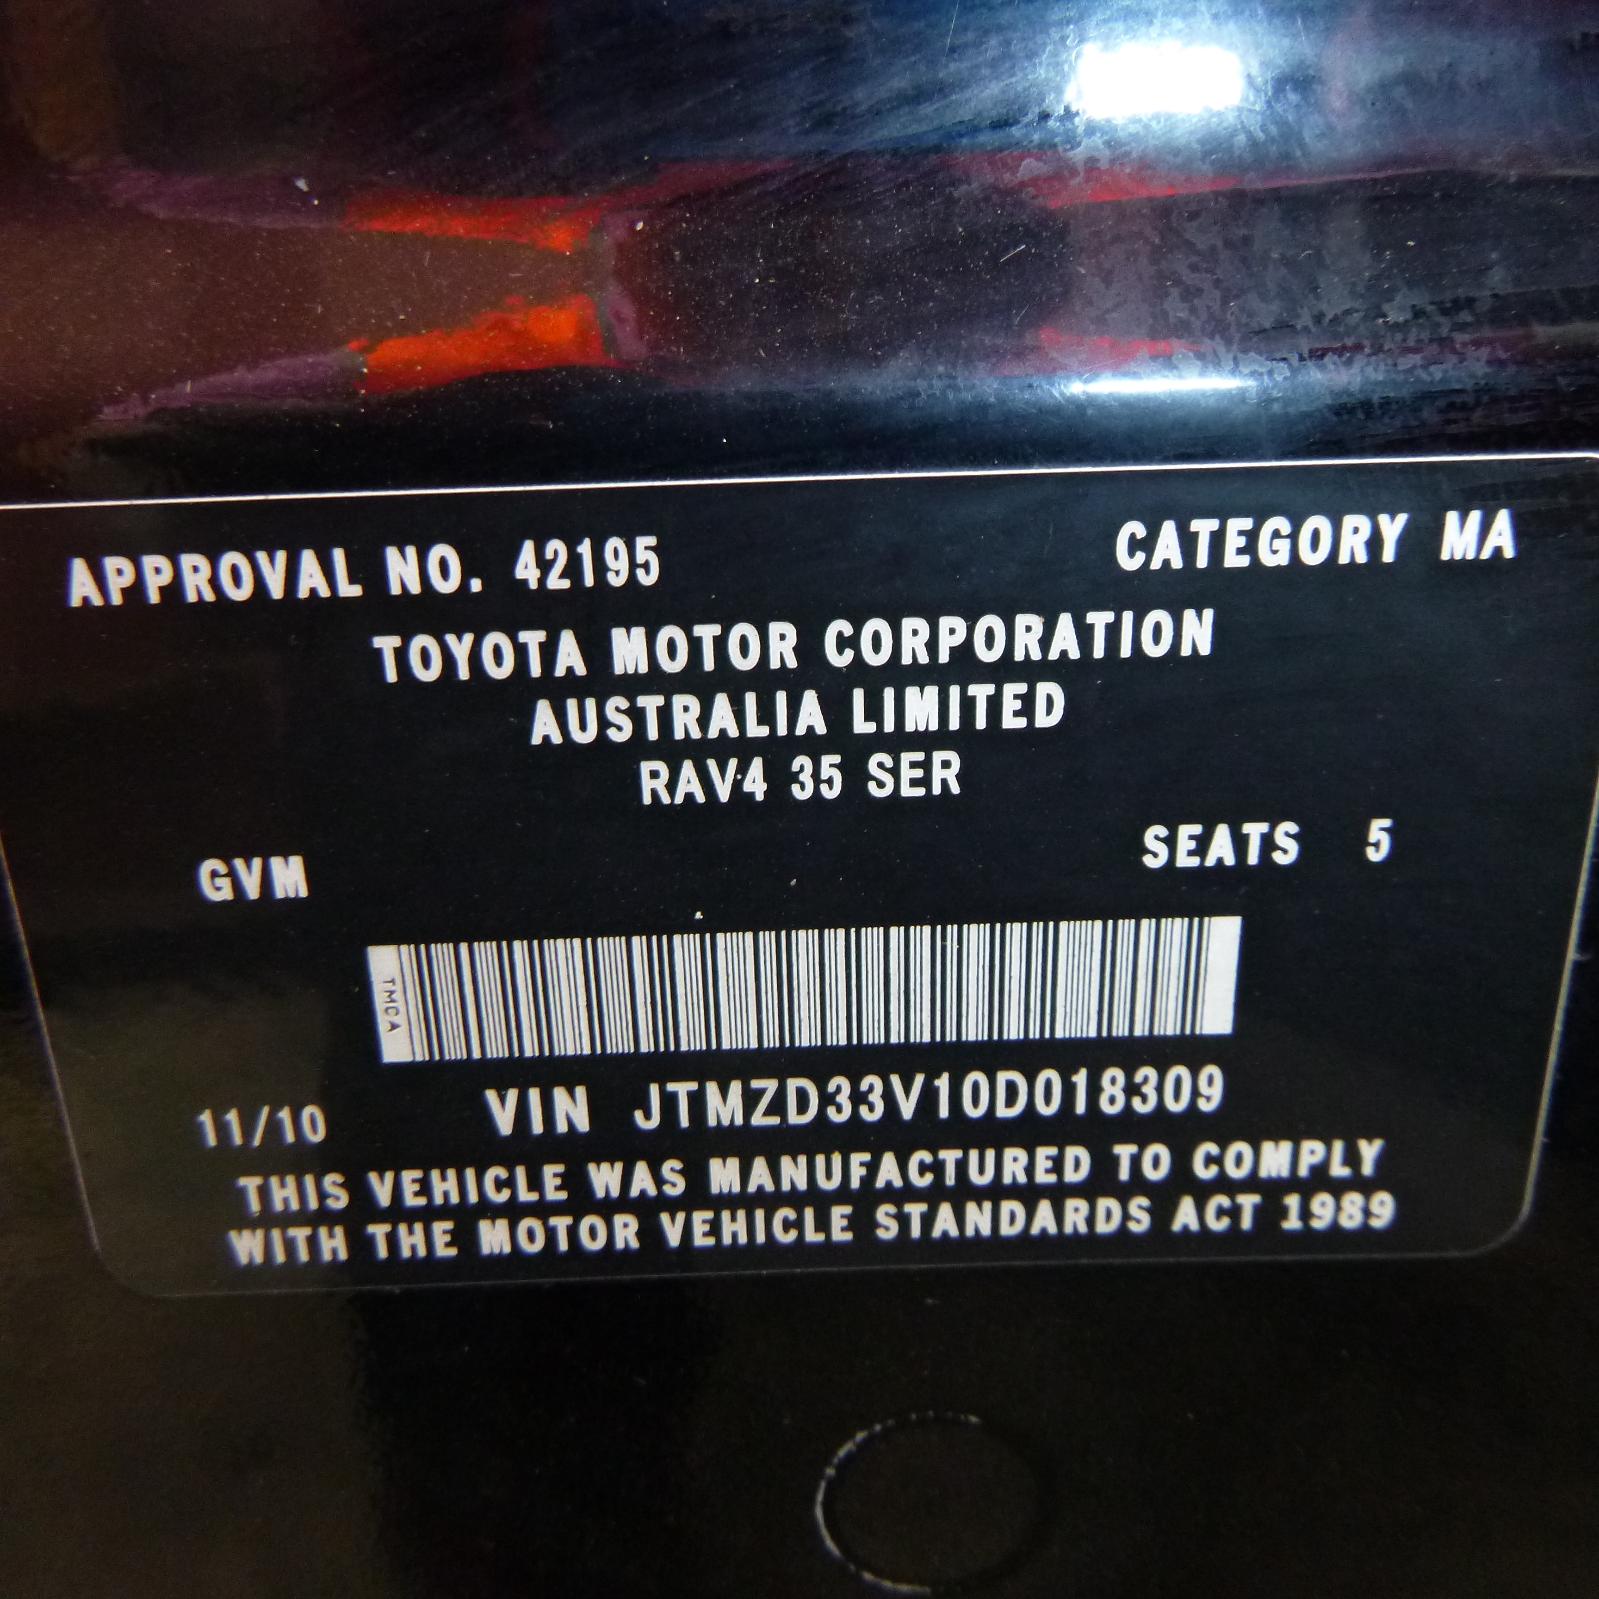 APPROVAL NO. 42195 CATEGORY MA
TOYOTA MOTOR CORPORATION
AUSTRALIA LIMITED
RAV4 35 SER
GVM SEATS 5
TMCA
11/10 VIN JTMZD33V10D018309
THIS VEHICLE WAS MANUFACTURED TO COMPLY
WITH THE MOTOR VEHICLE STANDARDS ACT 1989